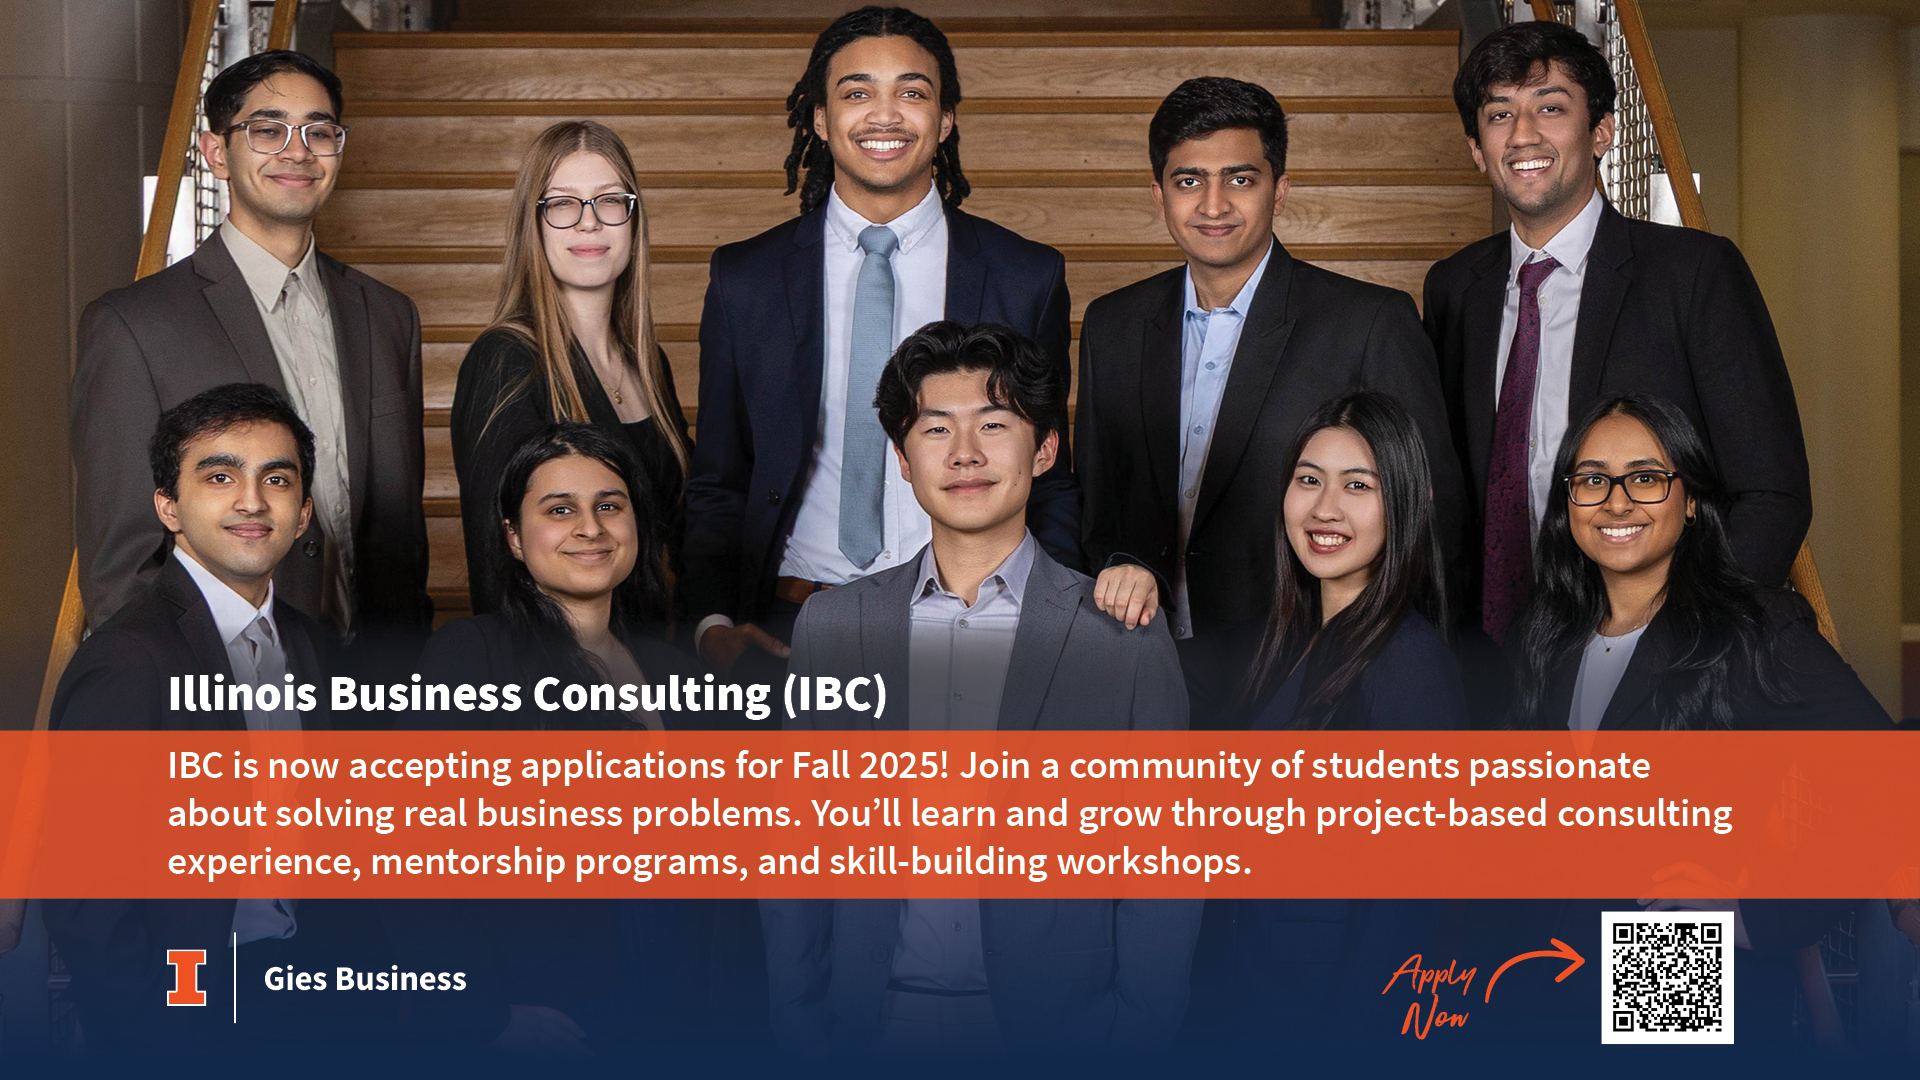 Illinois Business Consulting (IBC)
IBC is now accepting applications for Fall 2025! Join a community of students passionate
about solving real business problems. You’ll learn and grow through project-based consulting
experience, mentorship programs, and skill-building workshops.
I
Gies Business
Apply
Now